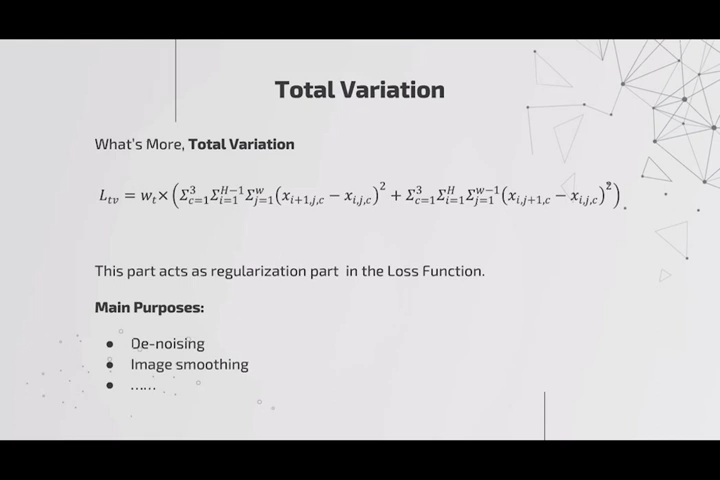 Total Variation
What's More, Total Variation
L_{tv} = w_t × (Σ_{c=1}^{3} Σ_{i=1}^{H−1} Σ_{j=1}^{w} (x_{i+1,j,c} − x_{i,j,c})^2 + Σ_{c=1}^{3} Σ_{i=1}^{H} Σ_{j=1}^{w−1} (x_{i,j+1,c} − x_{i,j,c})^2).
This part acts as regularization part in the Loss Function.
Main Purposes:
● De-noising
● Image smoothing
● ……